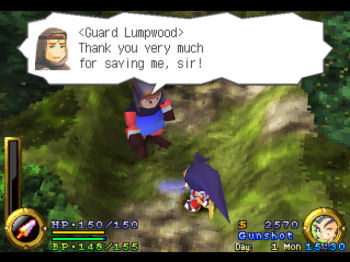 <Guard Lumpwood>
Thank you very much
for saving me, sir!
HP·150/150
BP·148/155
S 2570
Gunshot
Day: 1 Mon 15:30